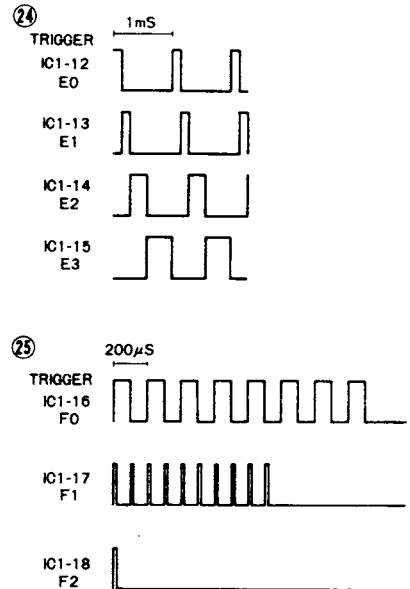 24
1mS
TRIGGER
IC1-12
E0
IC1-13
E1
IC1-14
E2
IC1-15
E3
25
200μS
TRIGGER
IC1-16
F0
IC1-17
F1
IC1-18
F2